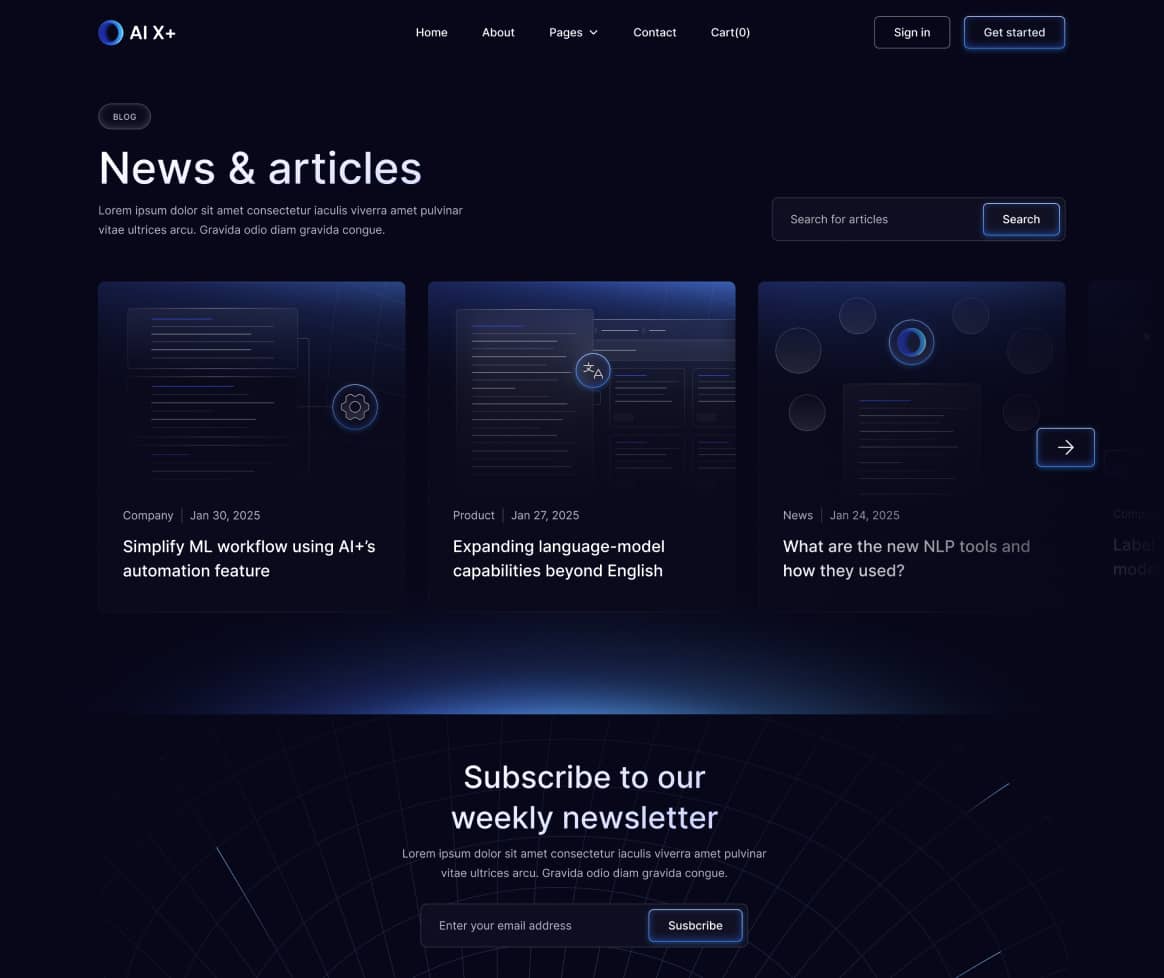 AI X+
Home About Pages Contact Cart(0)
Sign in Get started
BLOG
News & articles
Lorem ipsum dolor sit amet consectetur iaculis viverra amet pulvinar
vitae ultrices arcu. Gravida odio diam gravida congue.
Search for articles Search
文A
Company | Jan 30, 2025
Simplify ML workflow using AI+’s
automation feature
Product | Jan 27, 2025
Expanding language-model
capabilities beyond English
News | Jan 24, 2025
What are the new NLP tools and
how they used?
Label
Subscribe to our
weekly newsletter
Lorem ipsum dolor sit amet consectetur iaculis viverra amet pulvinar
vitae ultrices arcu. Gravida odio diam gravida congue.
Enter your email address Susbcribe